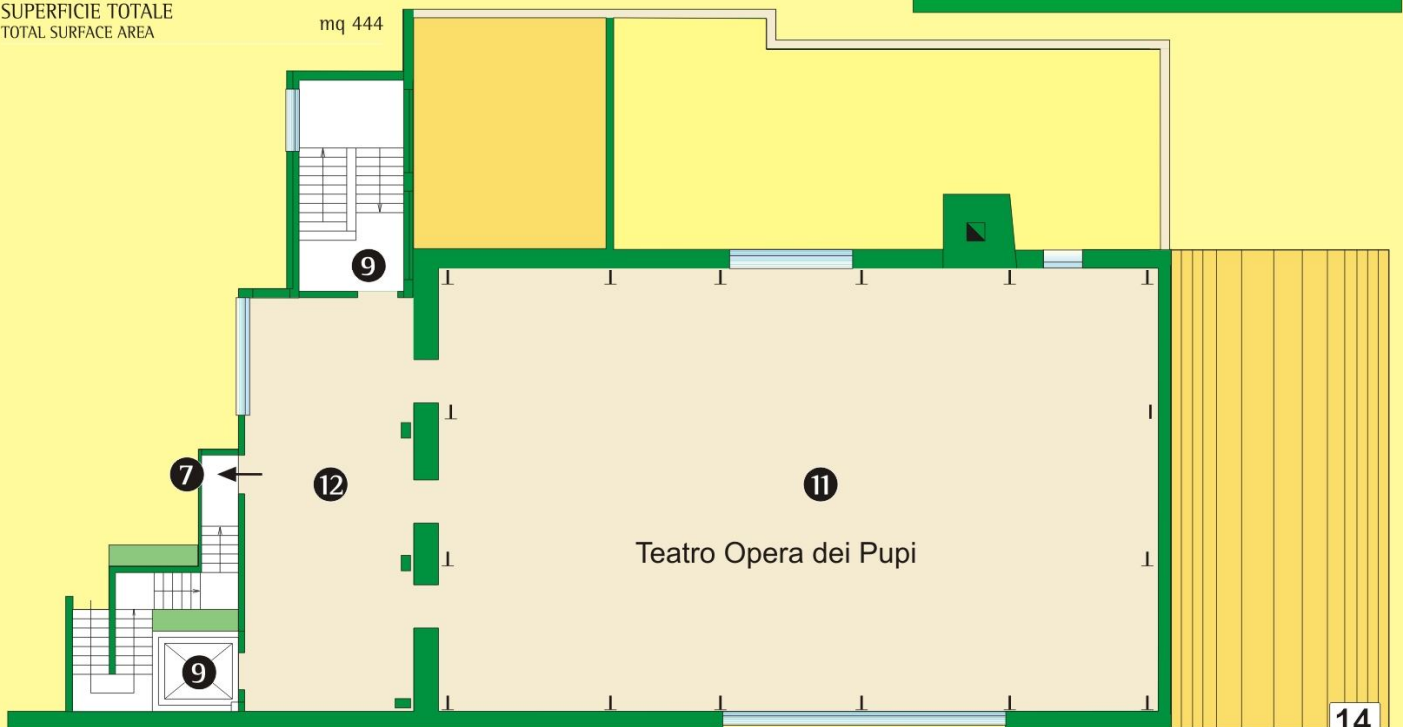 SUPERFICIE TOTALE
TOTAL SURFACE AREA
mq 444
9
7
12
11
Teatro Opera dei Pupi
9
14